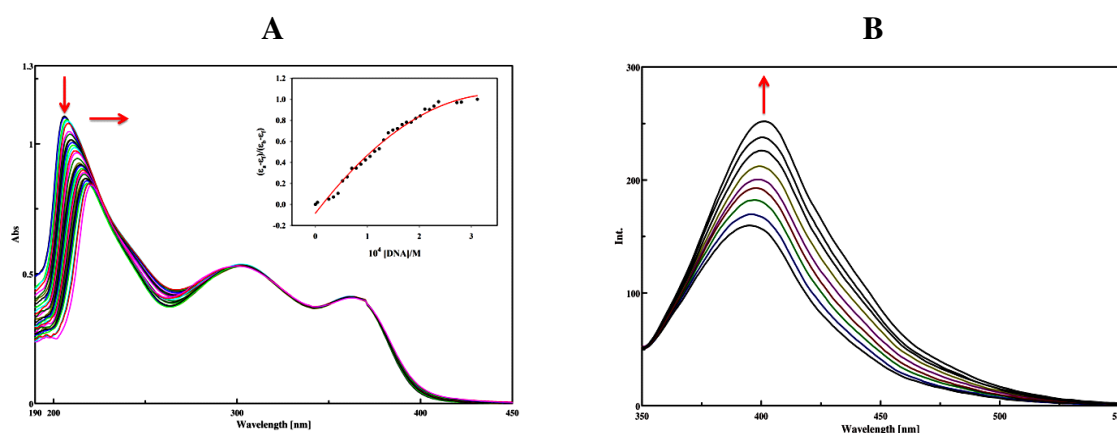 A
B
1.3
1
Abs
0
190 200 300 400 450
Wavelength [nm]
1.2
1.0
0.8
0.6
0.4
0.2
0.0
-0.2
(εa-εf)/(εb-εf)
0 1 2 3
10⁴ [DNA]/M
300
200
100
0
Int.
350 400 450 500 55
Wavelength [nm]